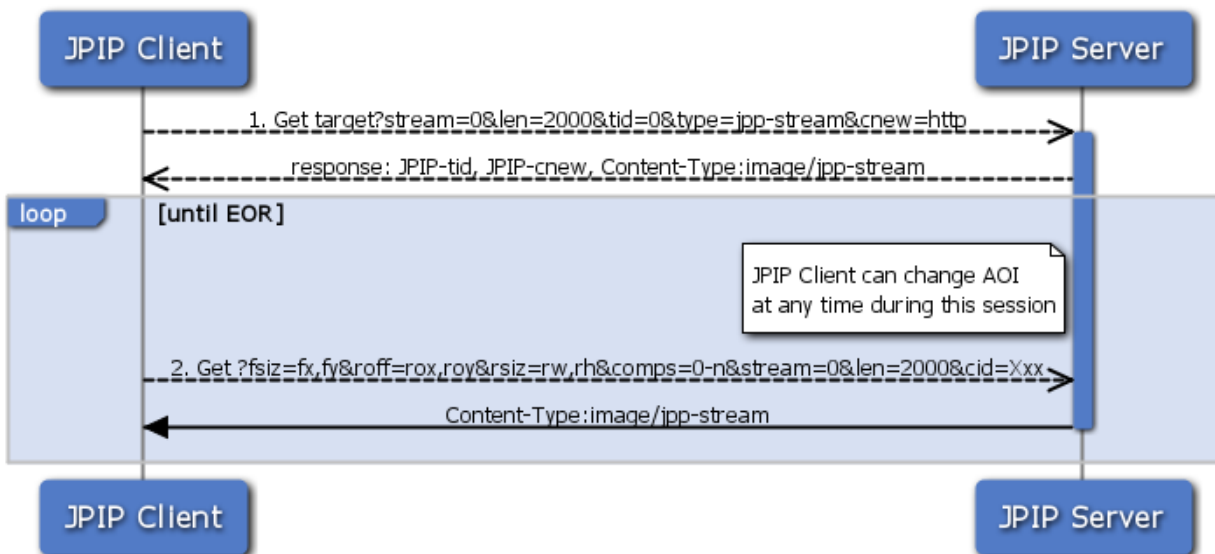 JPIP Client
JPIP Server
1. Get target?stream=0&len=2000&tid=0&type=jpp-stream&cnew=http
response: JPIP-tid, JPIP-cnew, Content-Type:image/jpp-stream
loop
[until EOR]
JPIP Client can change AOI
at any time during this session
2. Get ?fsiz=fx,fy&roff=rox,roy&rsiz=rw,rh&comps=0-n&stream=0&len=2000&cid=Xxx
Content-Type:image/jpp-stream
JPIP Client
JPIP Server